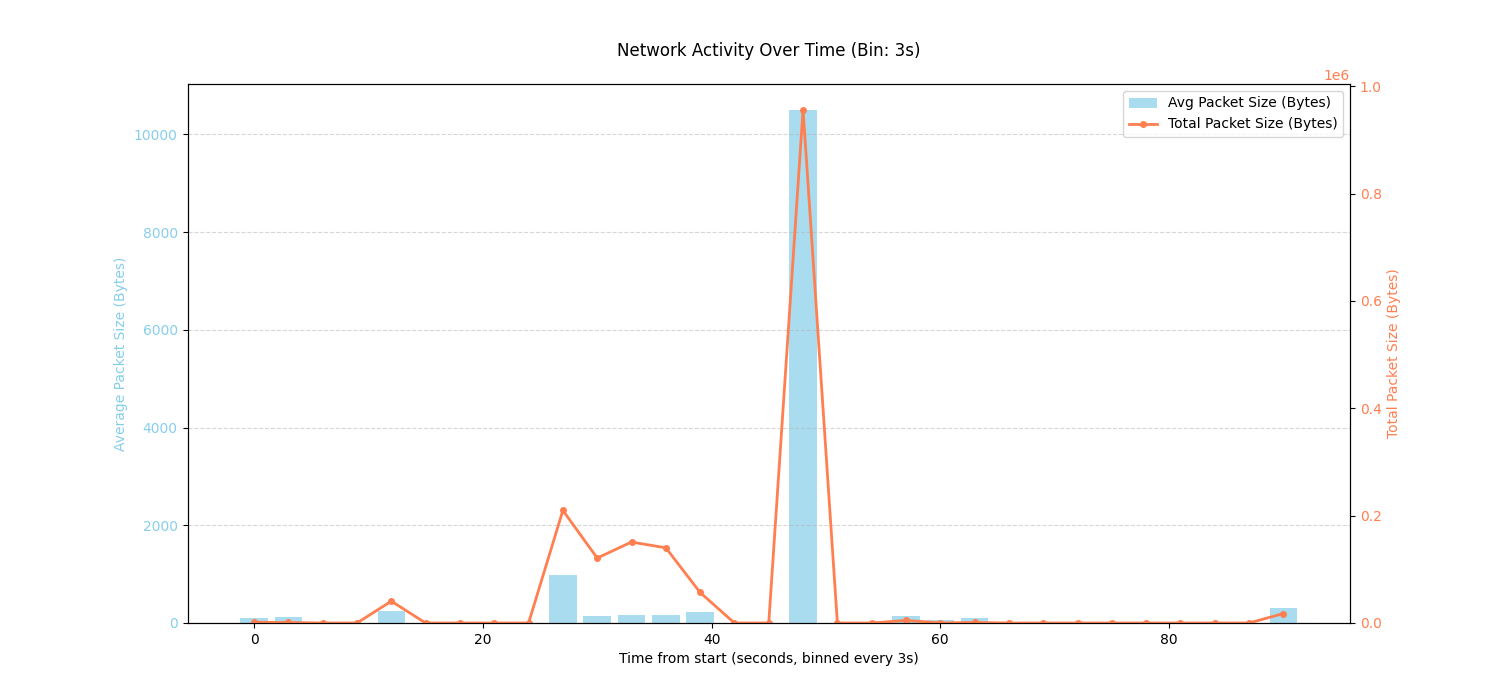 Network Activity Over Time (Bin: 3s)
1e6
Avg Packet Size (Bytes)
Total Packet Size (Bytes)
Average Packet Size (Bytes)
10000
8000
6000
4000
2000
0
1.0
0.8
0.6
0.4
0.2
0.0
Total Packet Size (Bytes)
0 20 40 60 80
Time from start (seconds, binned every 3s)